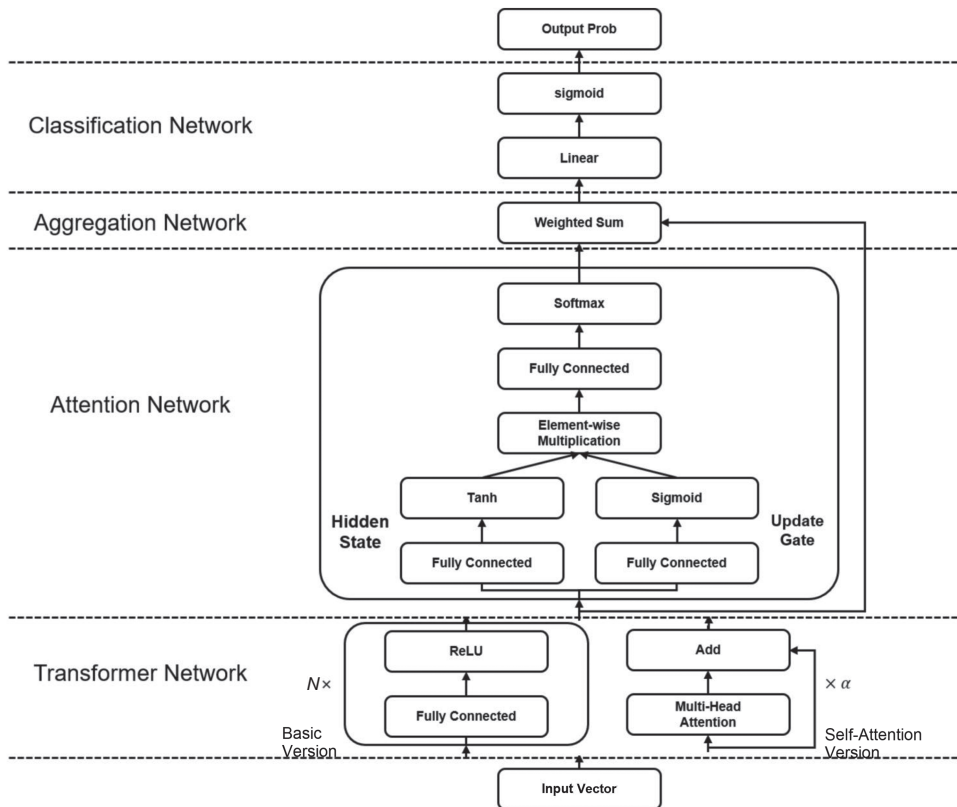 Output Prob
sigmoid
Classification Network
Linear
Aggregation Network
Weighted Sum
Softmax
Fully Connected
Attention Network
Element-wise
Multiplication
Tanh
Sigmoid
Hidden
State
Update
Gate
Fully Connected
Fully Connected
ReLU
Add
Transformer Network
N×
× α
Fully Connected
Multi-Head
Attention
Basic
Version
Self-Attention
Version
Input Vector